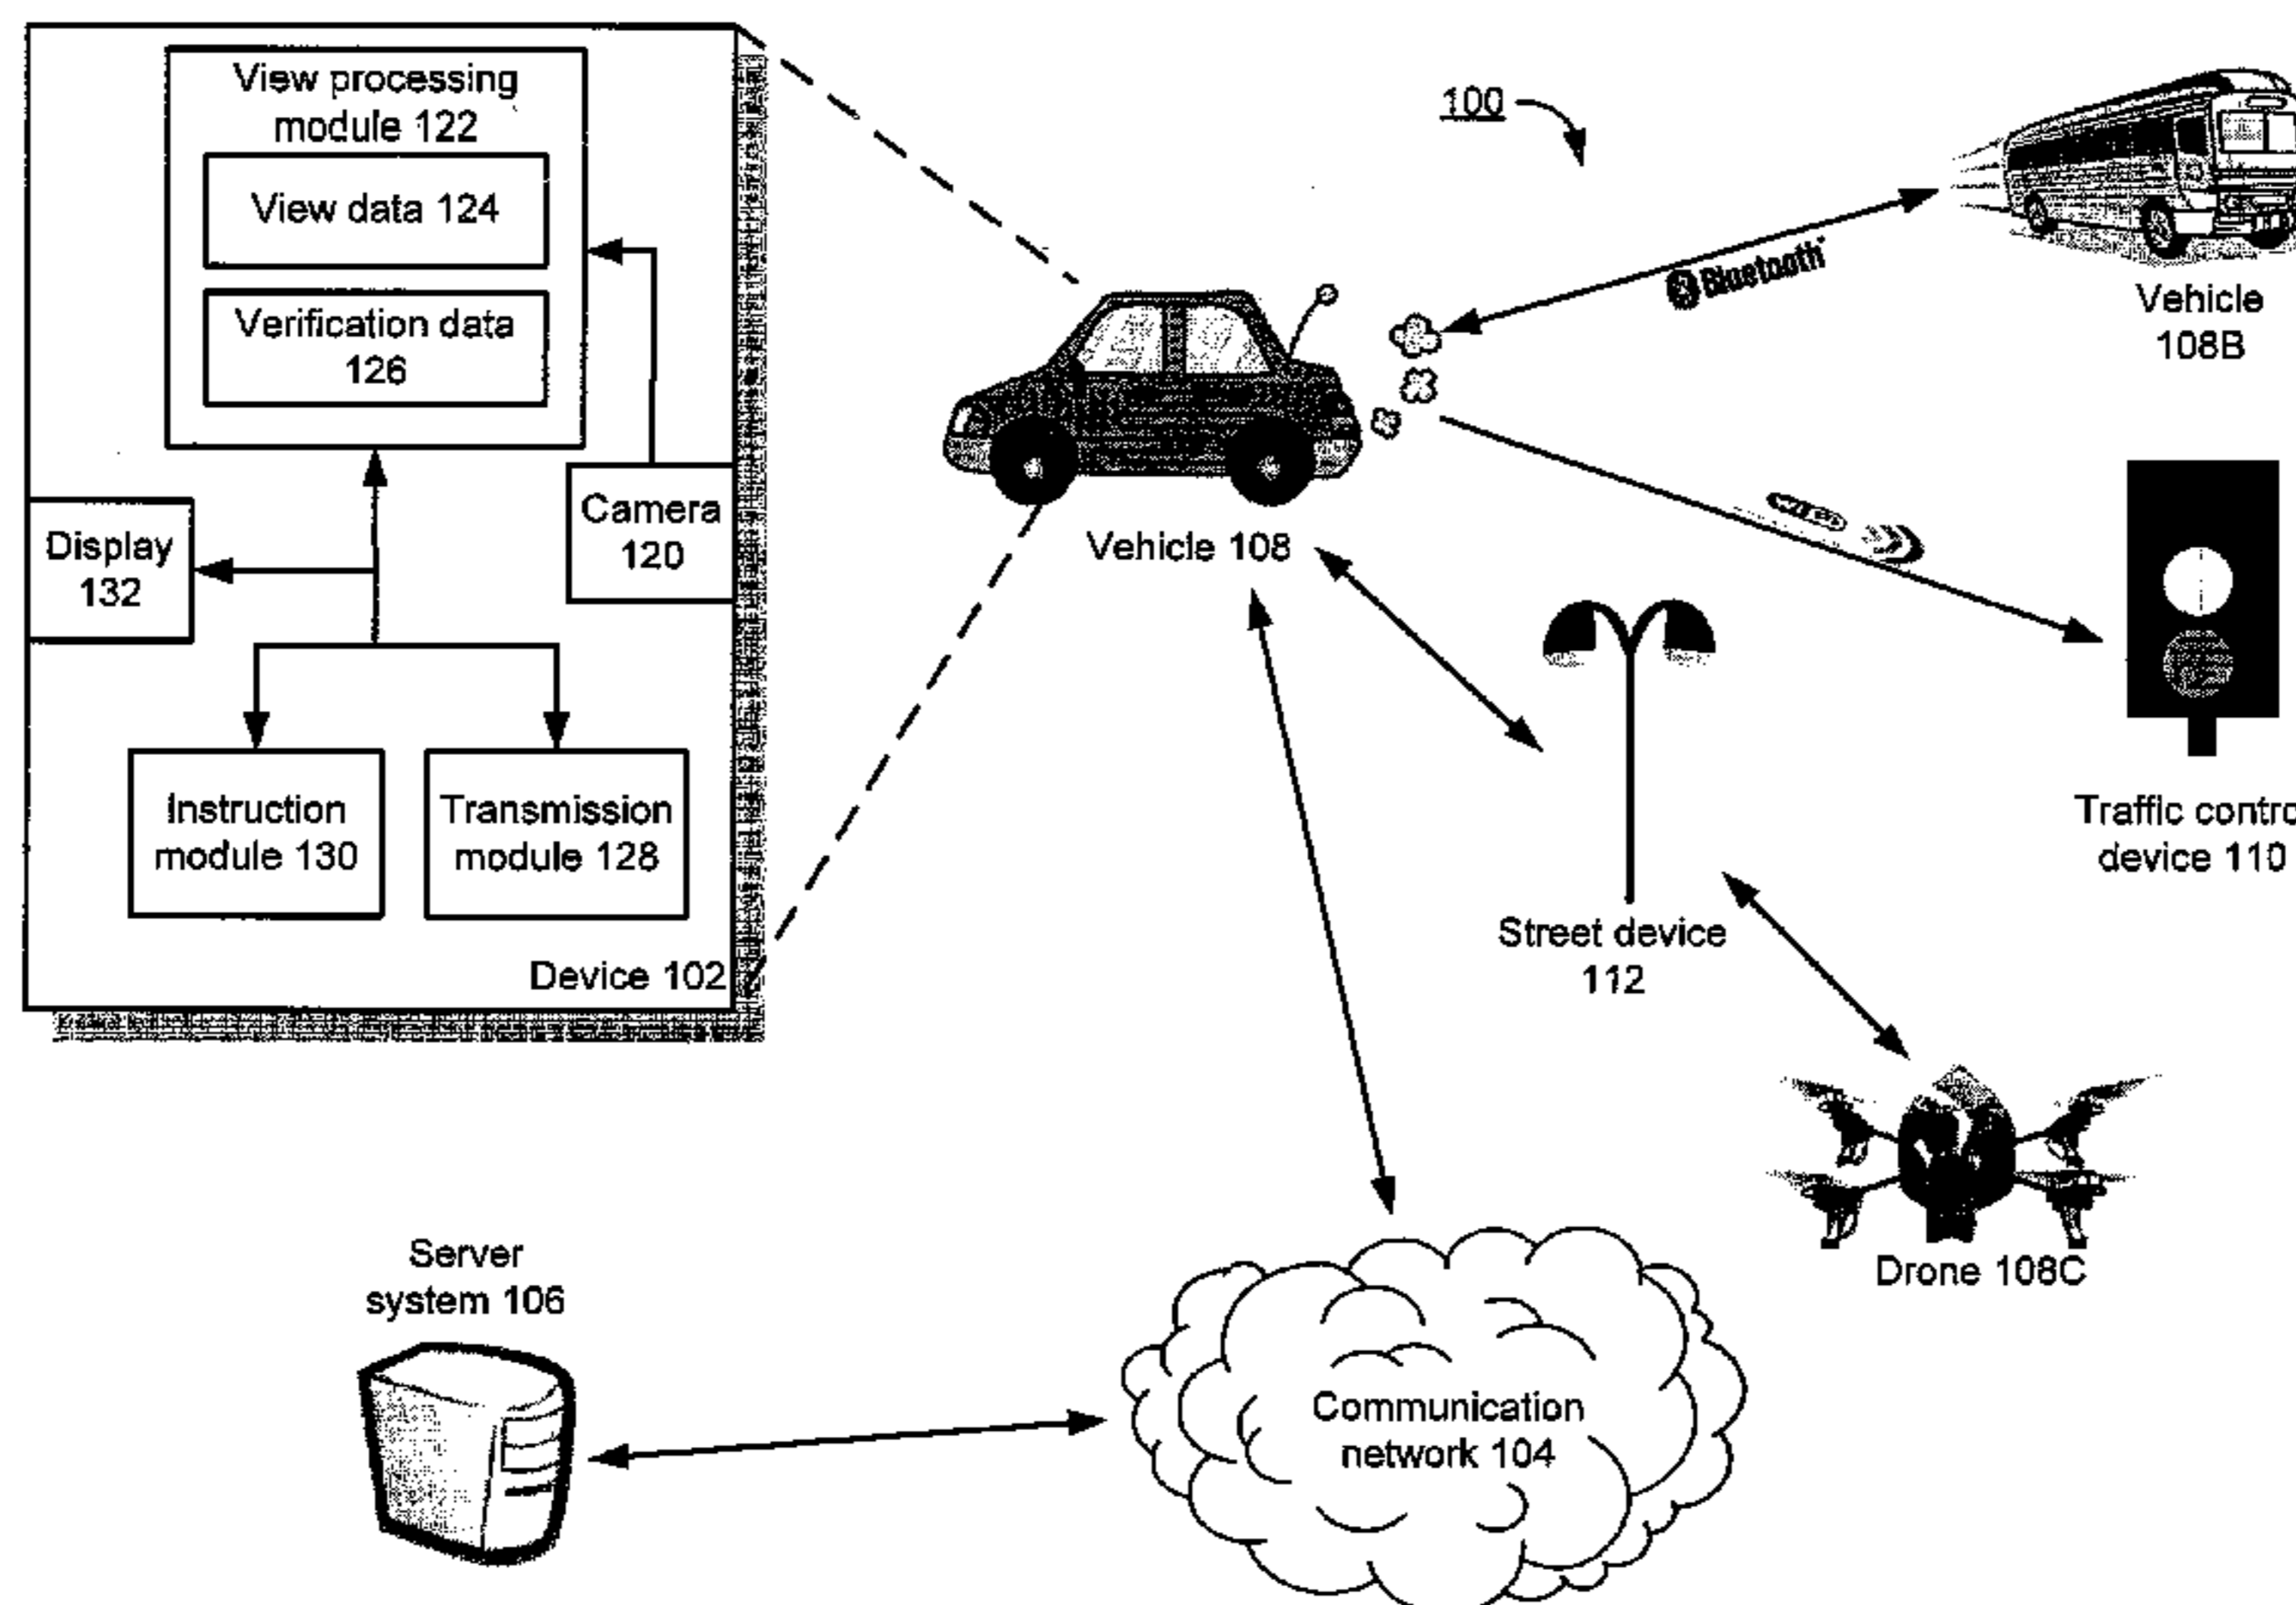 View processing
module 122
View data 124
Verification data
126
Display
132
Camera
120
Instruction
module 130
Transmission
module 128
Device 102
100
Bluetooth
Vehicle
108B
Vehicle 108
Traffic contro
device 110
Street device
112
Drone 108C
Server
system 106
Communication
network 104